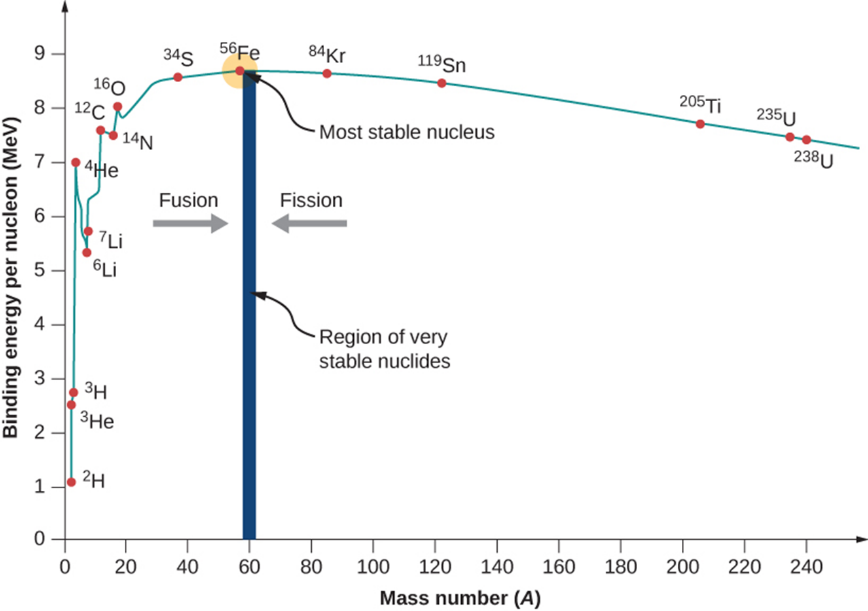 Binding energy per nucleon (MeV)
9
8
7
6
5
4
3
2
1
0
⁵⁶Fe
³⁴S
⁸⁴Kr
¹¹⁹Sn
¹⁶O
¹²C
¹⁴N
²⁰⁵Ti
²³⁵U
²³⁸U
Most stable nucleus
⁴He
Fusion
Fission
⁷Li
⁶Li
Region of very
stable nuclides
³H
³He
²H
0 20 40 60 80 100 120 140 160 180 200 220 240
Mass number (A)